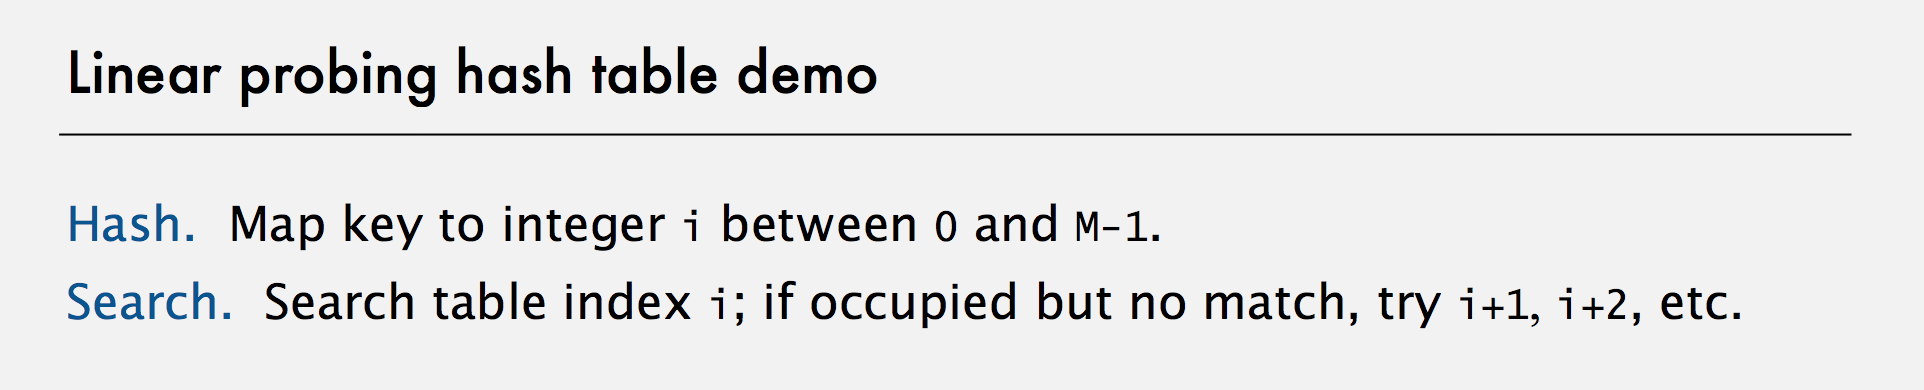 Linear probing hash table demo
Hash. Map key to integer i between 0 and M-1.
Search. Search table index i; if occupied but no match, try i+1, i+2, etc.